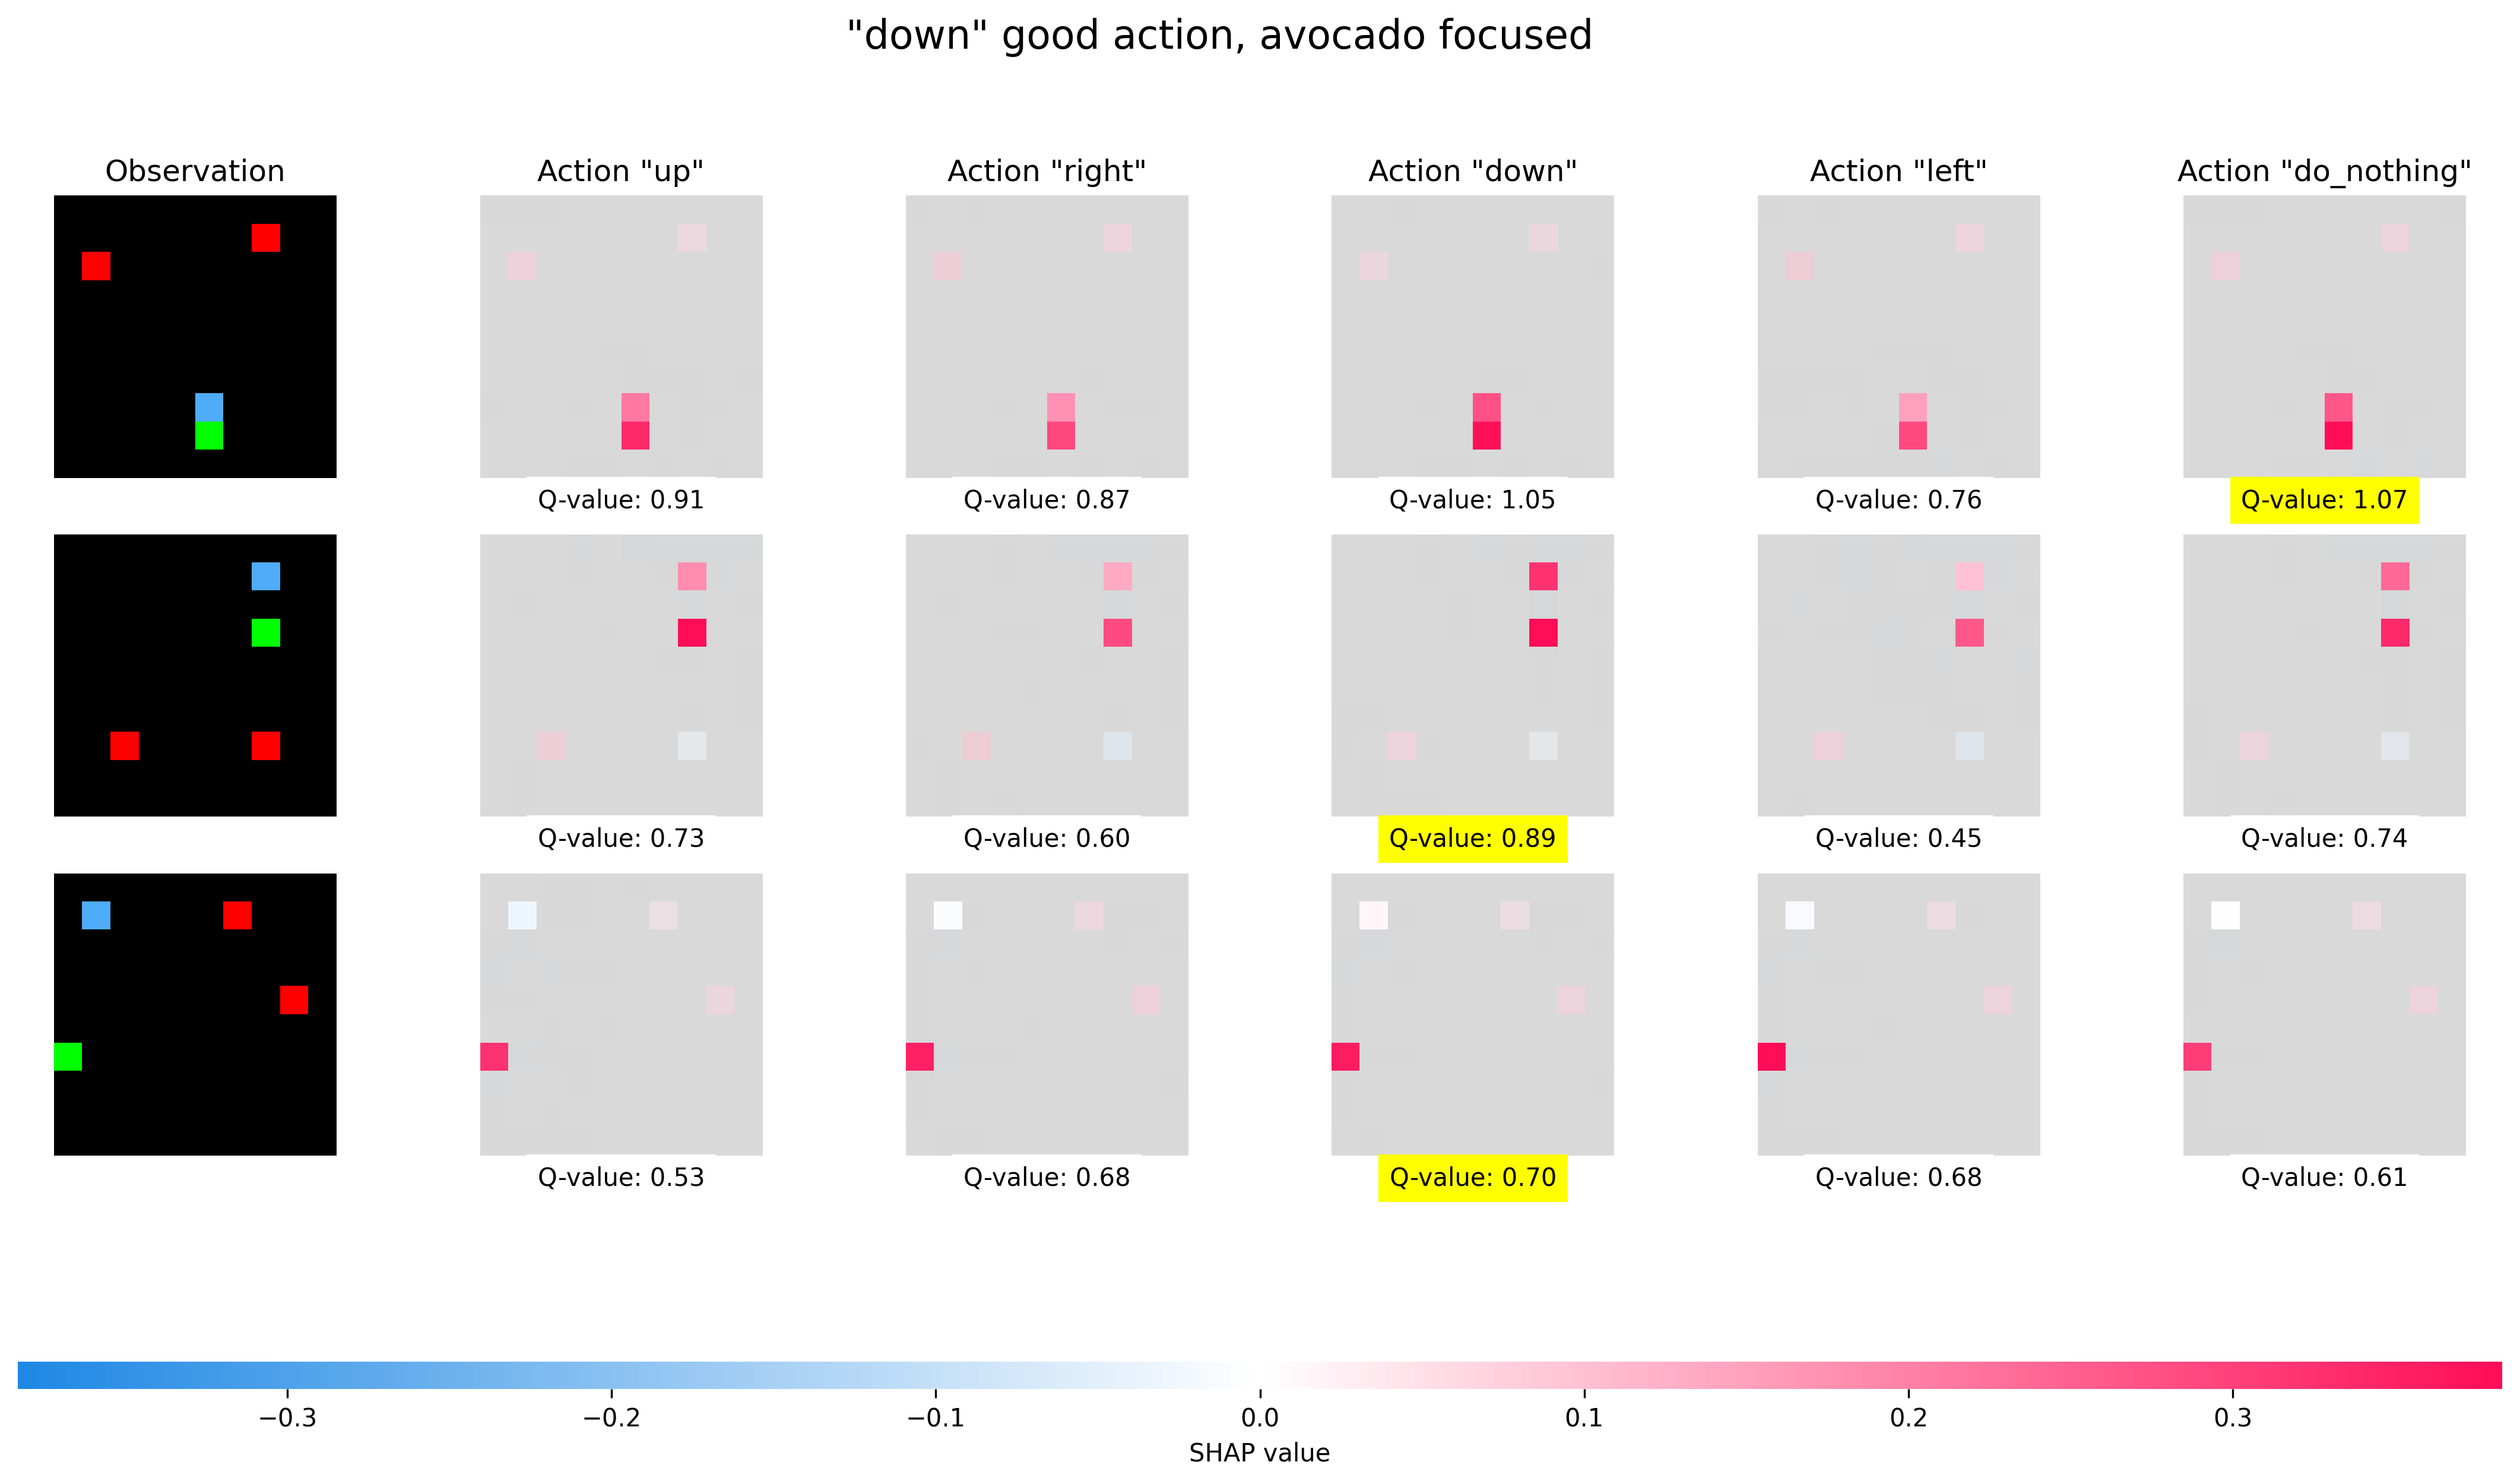 "down" good action, avocado focused
Observation
Action "up"
Action "right"
Action "down"
Action "left"
Action "do_nothing"
Q-value: 0.91
Q-value: 0.87
Q-value: 1.05
Q-value: 0.76
Q-value: 1.07
Q-value: 0.73
Q-value: 0.60
Q-value: 0.89
Q-value: 0.45
Q-value: 0.74
Q-value: 0.53
Q-value: 0.68
Q-value: 0.70
Q-value: 0.68
Q-value: 0.61
−0.3
−0.2
−0.1
0.0
0.1
0.2
0.3
SHAP value